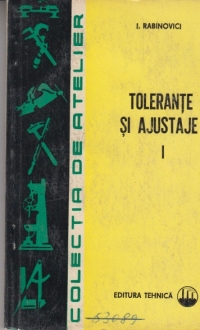 I. RABINOVICI
TOLERANȚE
ȘI AJUSTAJE
I
COLECȚIA DE ATELIER
EDITURA TEHNICĂ
53689